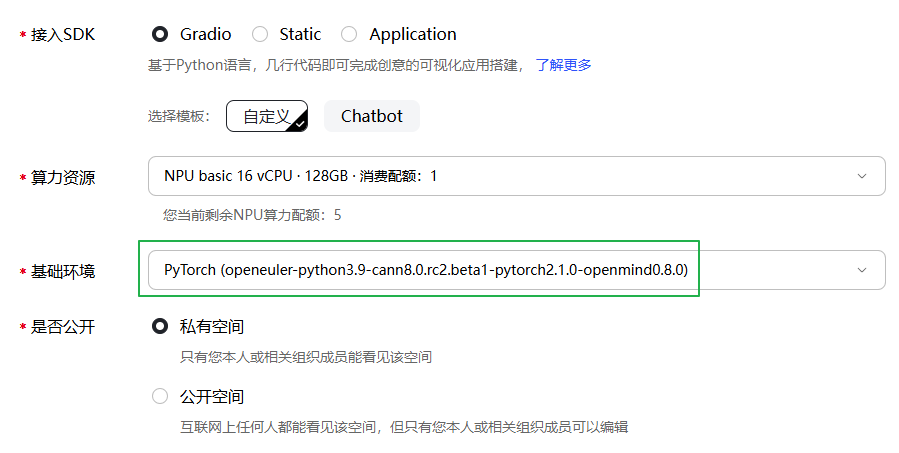 * 接入SDK Gradio Static Application
基于Python语言，几行代码即可完成创意的可视化应用搭建， 了解更多
选择模板： 自定义 Chatbot
* 算力资源 NPU basic 16 vCPU · 128GB · 消费配额：1
您当前剩余NPU算力配额：5
* 基础环境 PyTorch (openeuler-python3.9-cann8.0.rc2.beta1-pytorch2.1.0-openmind0.8.0)
* 是否公开 私有空间
只有您本人或相关组织成员能看见该空间
公开空间
互联网上任何人都能看见该空间，但只有您本人或相关组织成员可以编辑